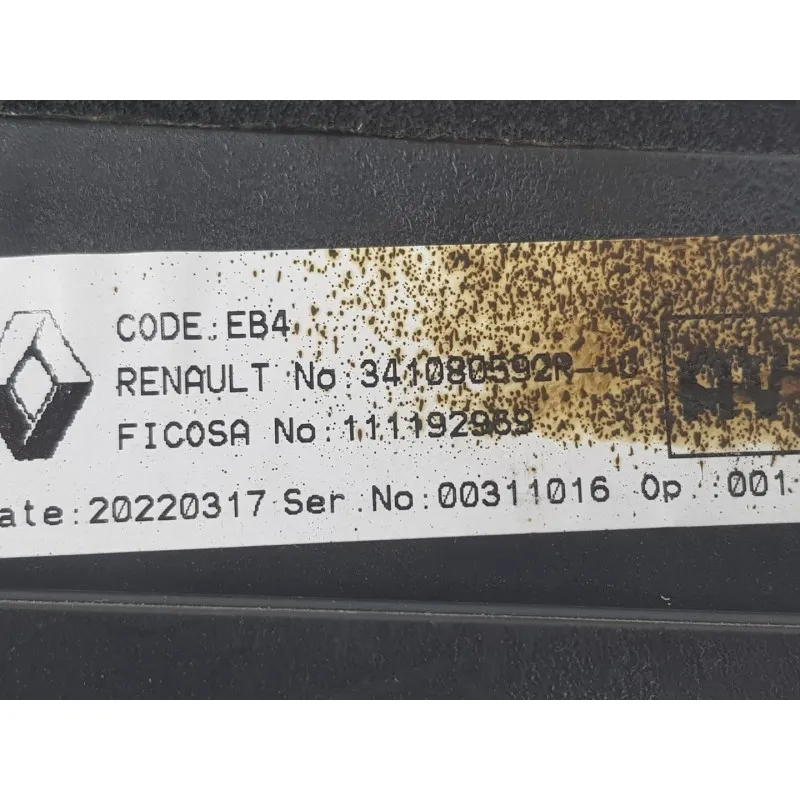 CODE:EB4
RENAULT No:341080592R--
FICOSA No:111192969
ate:20220317 Ser.No:00311016 Op.:001